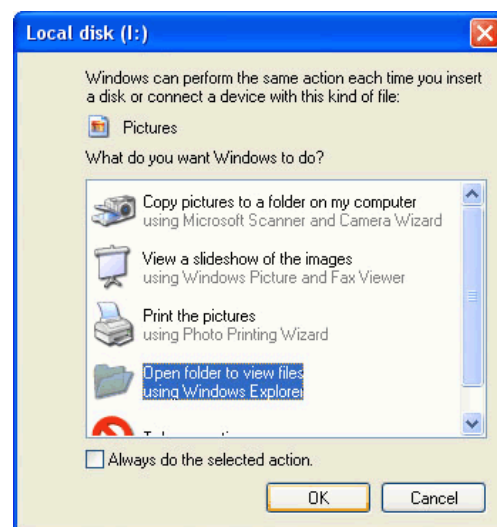 Local disk (I:)
Windows can perform the same action each time you insert
a disk or connect a device with this kind of file:
Pictures
What do you want Windows to do?
Copy pictures to a folder on my computer
using Microsoft Scanner and Camera Wizard
View a slideshow of the images
using Windows Picture and Fax Viewer
Print the pictures
using Photo Printing Wizard
Open folder to view files
using Windows Explorer
Always do the selected action.
OK
Cancel